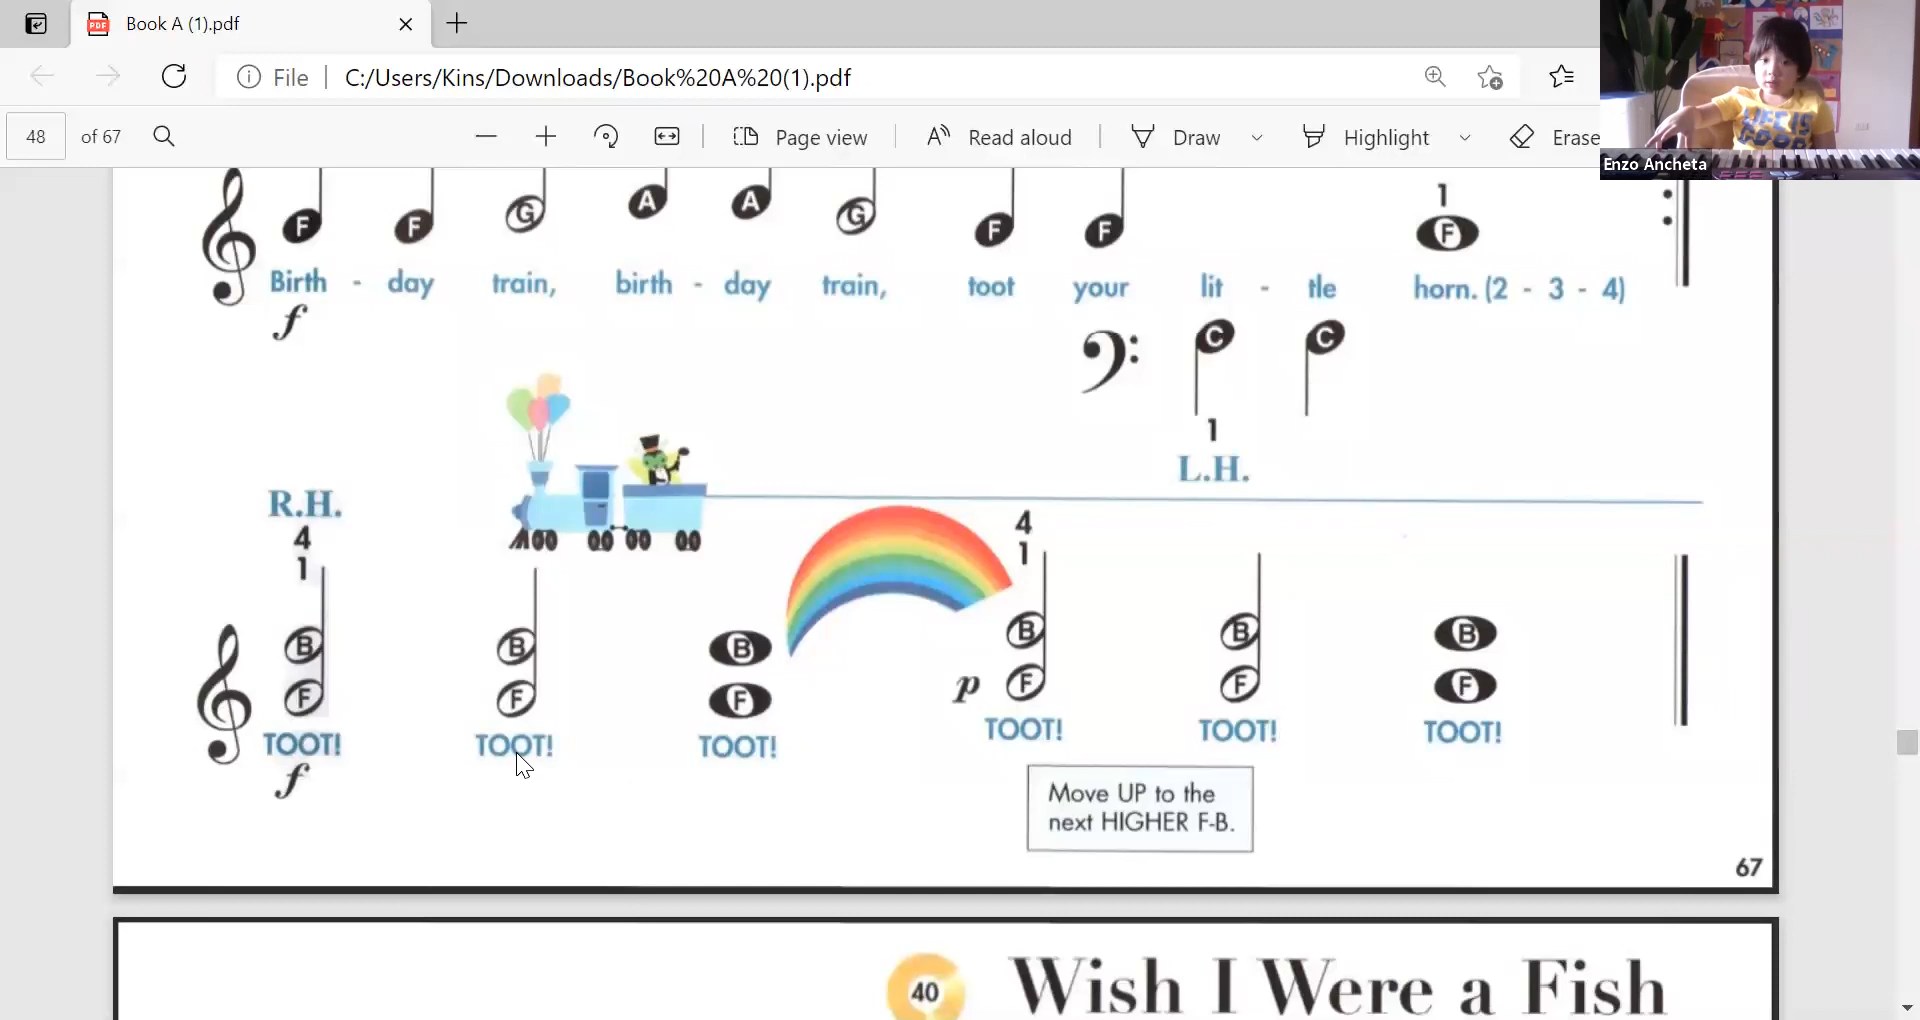 Book A (1).pdf
File C:/Users/Kins/Downloads/Book%20A%20(1).pdf
48 of 67 Page view Read aloud Draw Highlight Erase
Enzo Ancheta
1
F F G A A G F F F
Birth - day train, birth - day train, toot your lit - tle horn. (2 - 3 - 4)
f
C C
1
L.H.
R.H.
4 4
1 1
B B B B B B
F F F p F F F
TOOT! TOOT! TOOT! TOOT! TOOT! TOOT!
f
Move UP to the
next HIGHER F-B.
67
40 Wish I Were a Fish